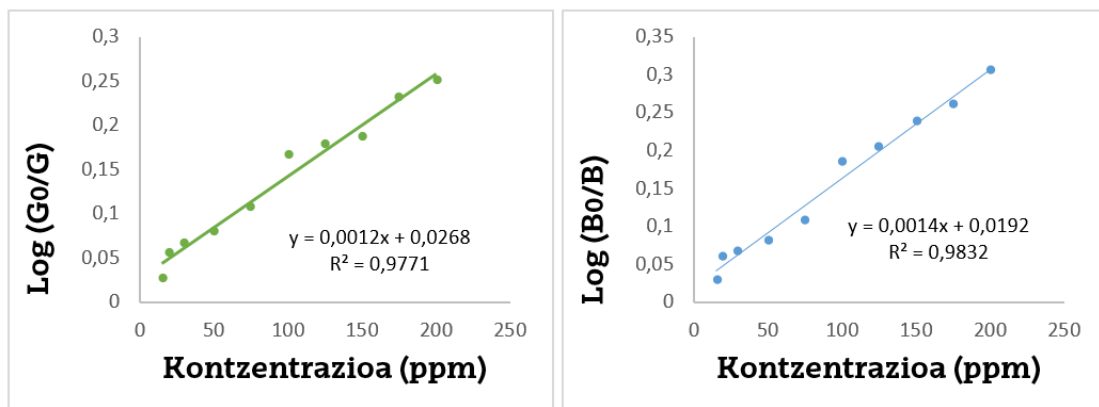 0,3
0,25
0,2
0,15
0,1
0,05
0
Log (G0/G)
y = 0,0012x + 0,0268
R² = 0,9771
0 50 100 150 200 250
Kontzentrazioa (ppm)
0,35
0,3
0,25
0,2
0,15
0,1
0,05
0
Log (B0/B)
y = 0,0014x + 0,0192
R² = 0,9832
0 50 100 150 200 250
Kontzentrazioa (ppm)